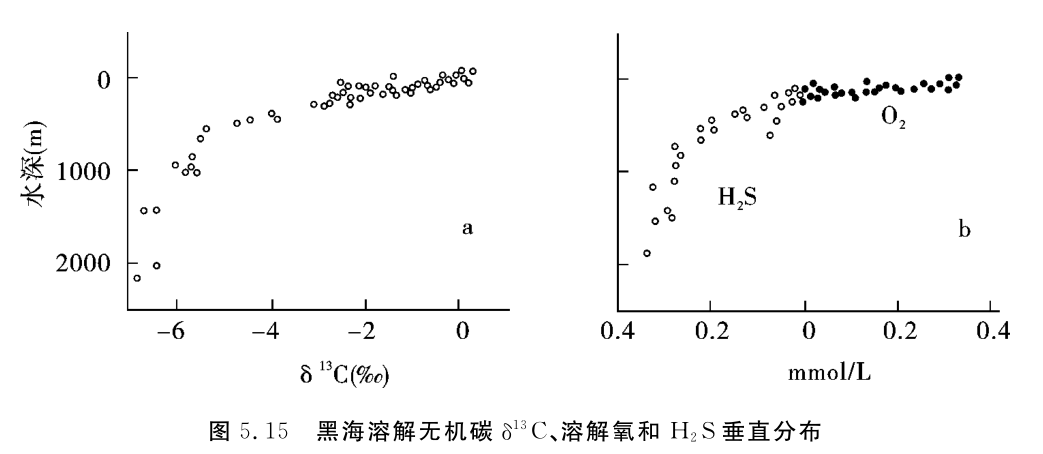 0
1000
2000
水深(m)
a
−6 −4 −2 0
δ ¹³C(‰)
O₂
H₂S
b
0.4 0.2 0 0.2 0.4
mmol/L
图 5.15 黑海溶解无机碳 δ¹³C、溶解氧和 H₂S 垂直分布